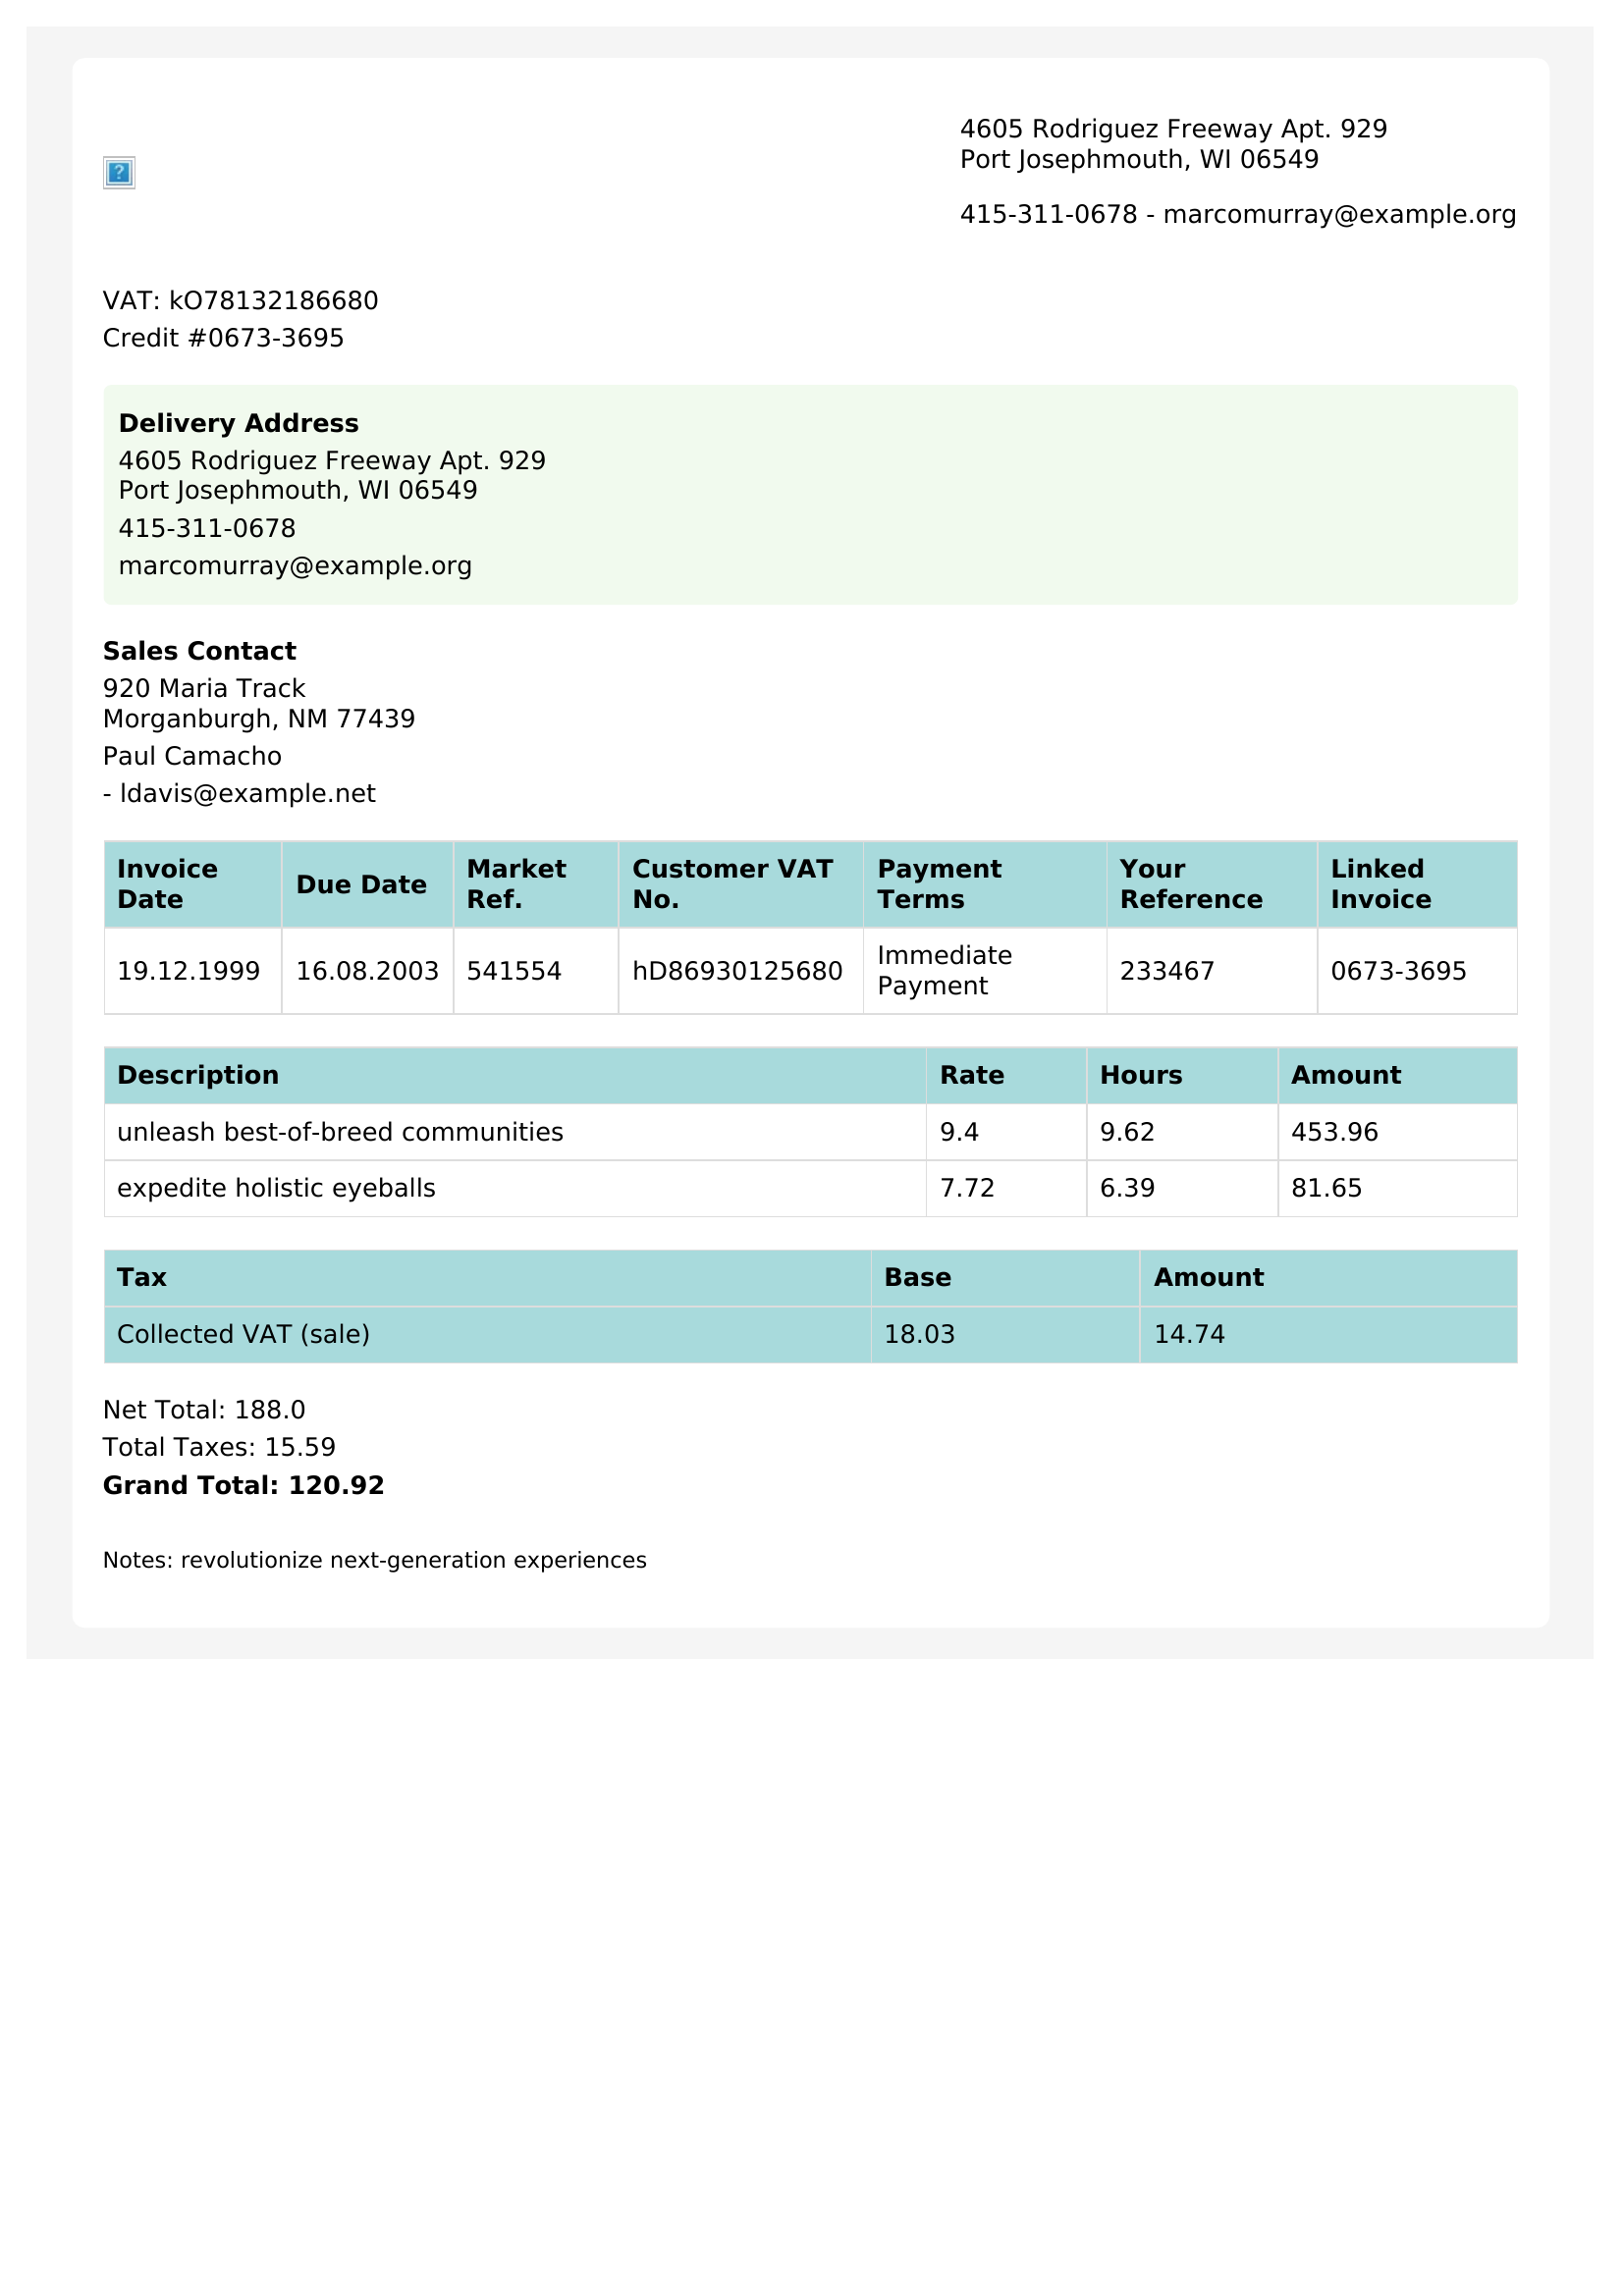 4605 Rodriguez Freeway Apt. 929
Port Josephmouth, WI 06549
415-311-0678 - marcomurray@example.org
VAT: kO78132186680
Credit #0673-3695
Delivery Address
4605 Rodriguez Freeway Apt. 929
Port Josephmouth, WI 06549
415-311-0678
marcomurray@example.org
Sales Contact
920 Maria Track
Morganburgh, NM 77439
Paul Camacho
- ldavis@example.net
Invoice Date Due Date Market Ref. Customer VAT No. Payment Terms Your Reference Linked Invoice
19.12.1999 16.08.2003 541554 hD86930125680 Immediate Payment 233467 0673-3695
Description Rate Hours Amount
unleash best-of-breed communities 9.4 9.62 453.96
expedite holistic eyeballs 7.72 6.39 81.65
Tax Base Amount
Collected VAT (sale) 18.03 14.74
Net Total: 188.0
Total Taxes: 15.59
Grand Total: 120.92
Notes: revolutionize next-generation experiences